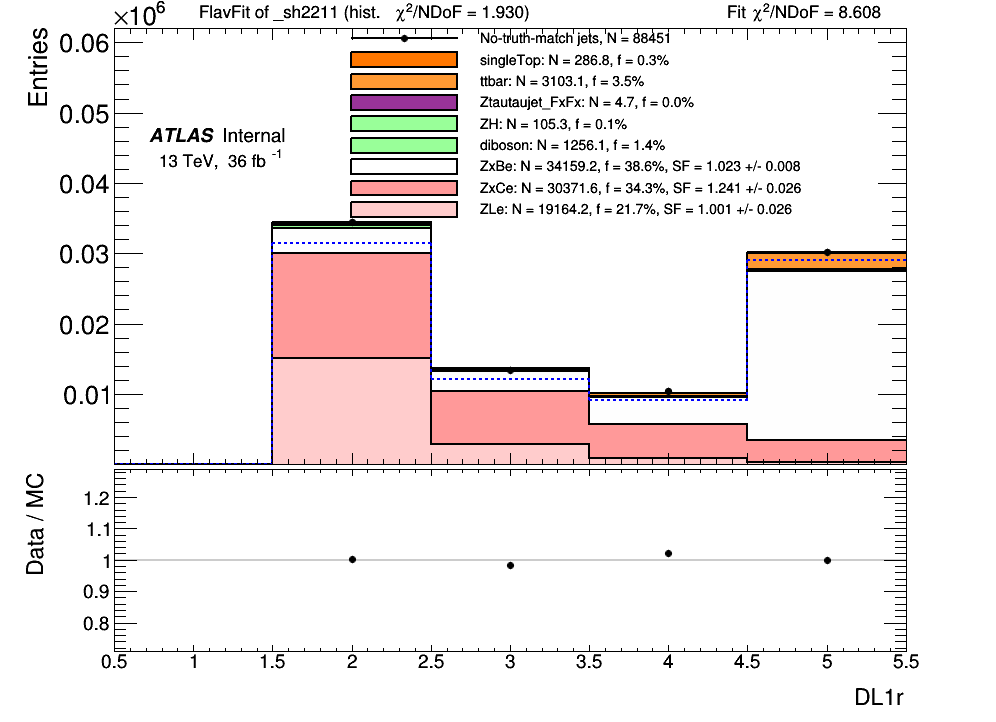 ×10⁶ FlavFit of _sh2211 (hist. χ²/NDoF = 1.930) Fit χ²/NDoF = 8.608
Entries
0.06
0.05
0.04
0.03
0.02
0.01
ATLAS Internal
13 TeV, 36 fb⁻¹
No-truth-match jets, N = 88451
singleTop: N = 286.8, f = 0.3%
ttbar: N = 3103.1, f = 3.5%
Ztautaujet_FxFx: N = 4.7, f = 0.0%
ZH: N = 105.3, f = 0.1%
diboson: N = 1256.1, f = 1.4%
ZxBe: N = 34159.2, f = 38.6%, SF = 1.023 +/- 0.008
ZxCe: N = 30371.6, f = 34.3%, SF = 1.241 +/- 0.026
ZLe: N = 19164.2, f = 21.7%, SF = 1.001 +/- 0.026
Data / MC
1.2
1.1
1
0.9
0.8
0.5 1 1.5 2 2.5 3 3.5 4 4.5 5 5.5
DL1r